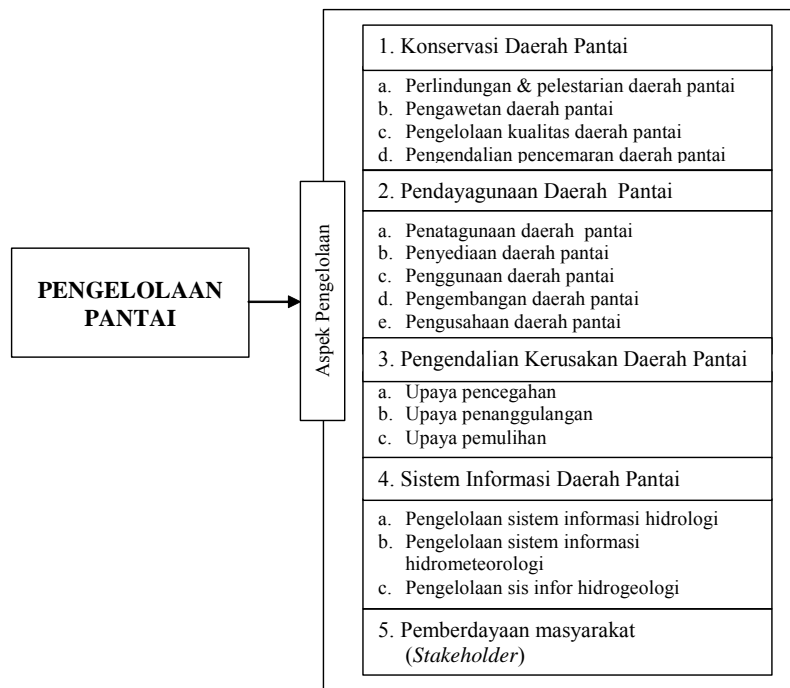 PENGELOLAAN
PANTAI
Aspek Pengelolaan
1. Konservasi Daerah Pantai
a. Perlindungan & pelestarian daerah pantai
b. Pengawetan daerah pantai
c. Pengelolaan kualitas daerah pantai
d. Pengendalian pencemaran daerah pantai
2. Pendayagunaan Daerah Pantai
a. Penatagunaan daerah pantai
b. Penyediaan daerah pantai
c. Penggunaan daerah pantai
d. Pengembangan daerah pantai
e. Pengusahaan daerah pantai
3. Pengendalian Kerusakan Daerah Pantai
a. Upaya pencegahan
b. Upaya penanggulangan
c. Upaya pemulihan
4. Sistem Informasi Daerah Pantai
a. Pengelolaan sistem informasi hidrologi
b. Pengelolaan sistem informasi
hidrometeorologi
c. Pengelolaan sis infor hidrogeologi
5. Pemberdayaan masyarakat
(Stakeholder)